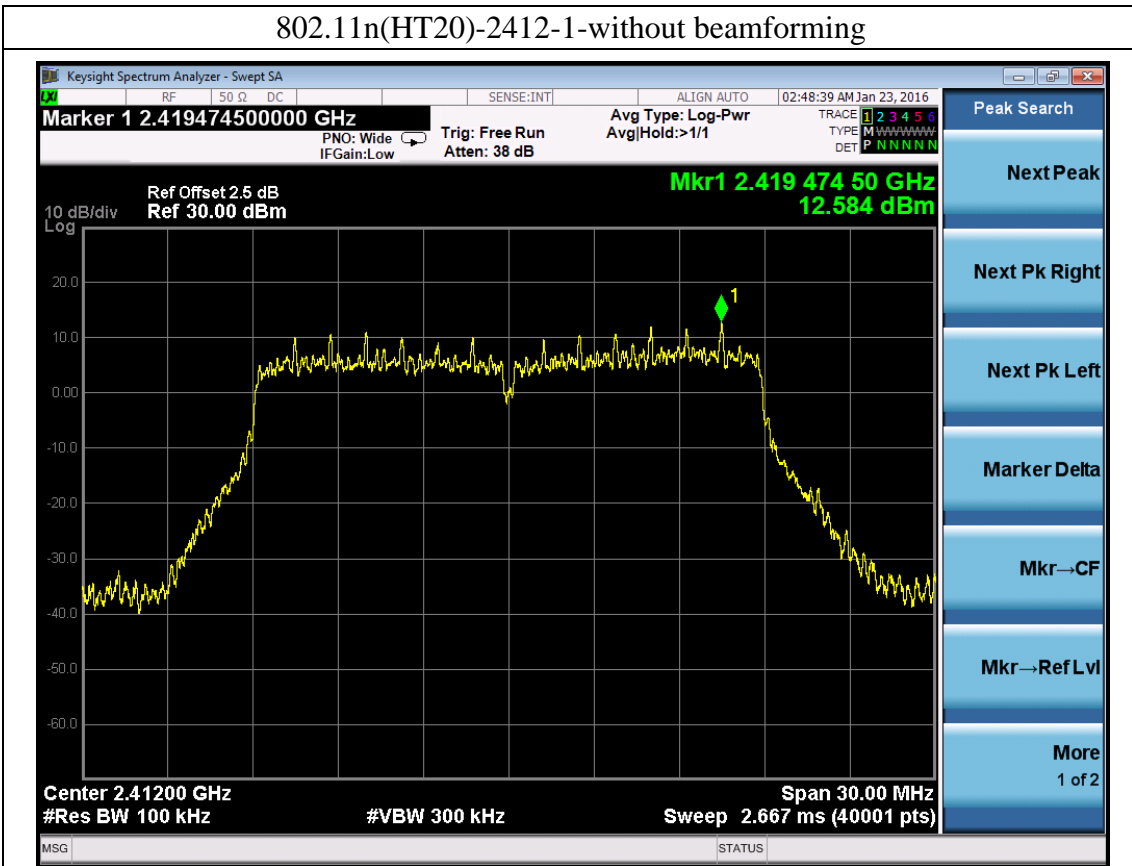 802.11n(HT20)-2412-1-without beamforming
Keysight Spectrum Analyzer - Swept SA
LXI RF 50 Ω DC SENSE:INT ALIGN AUTO 02:48:39 AM Jan 23, 2016
Marker 1 2.419474500000 GHz
PNO: Wide
IFGain:Low
Trig: Free Run
Atten: 38 dB
Avg Type: Log-Pwr
Avg|Hold:>1/1
TRACE 1 2 3 4 5 6
TYPE M WWWWW
DET P N N N N N
Ref Offset 2.5 dB
10 dB/div Ref 30.00 dBm
Log
Mkr1 2.419 474 50 GHz
12.584 dBm
20.0
10.0
0.00
-10.0
-20.0
-30.0
-40.0
-50.0
-60.0
1
Center 2.41200 GHz Span 30.00 MHz
#Res BW 100 kHz #VBW 300 kHz Sweep 2.667 ms (40001 pts)
MSG STATUS
Peak Search
Next Peak
Next Pk Right
Next Pk Left
Marker Delta
Mkr→CF
Mkr→Ref Lvl
More
1 of 2